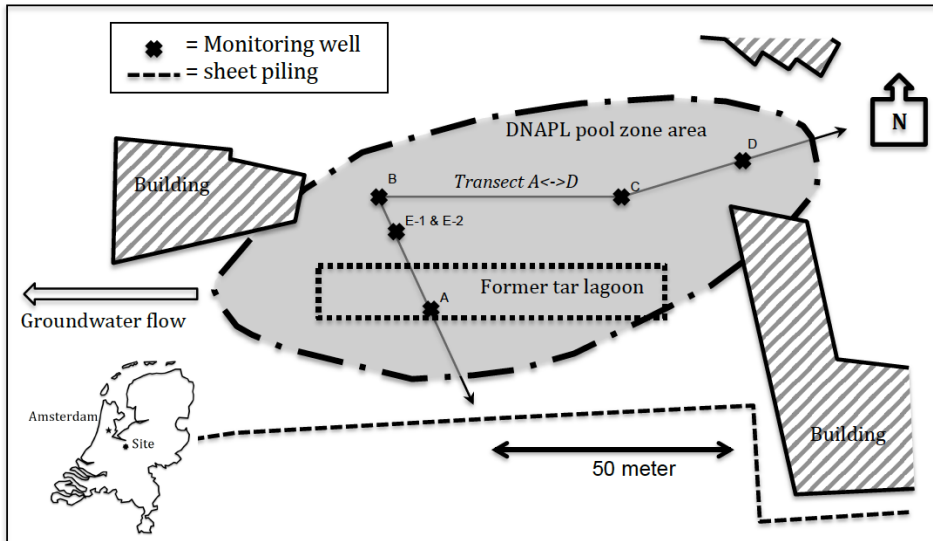 = Monitoring well
= sheet piling
DNAPL pool zone area
N
D
Building
B
Transect A<->D
C
E-1 & E-2
Former tar lagoon
A
Groundwater flow
Amsterdam
Site
Building
50 meter